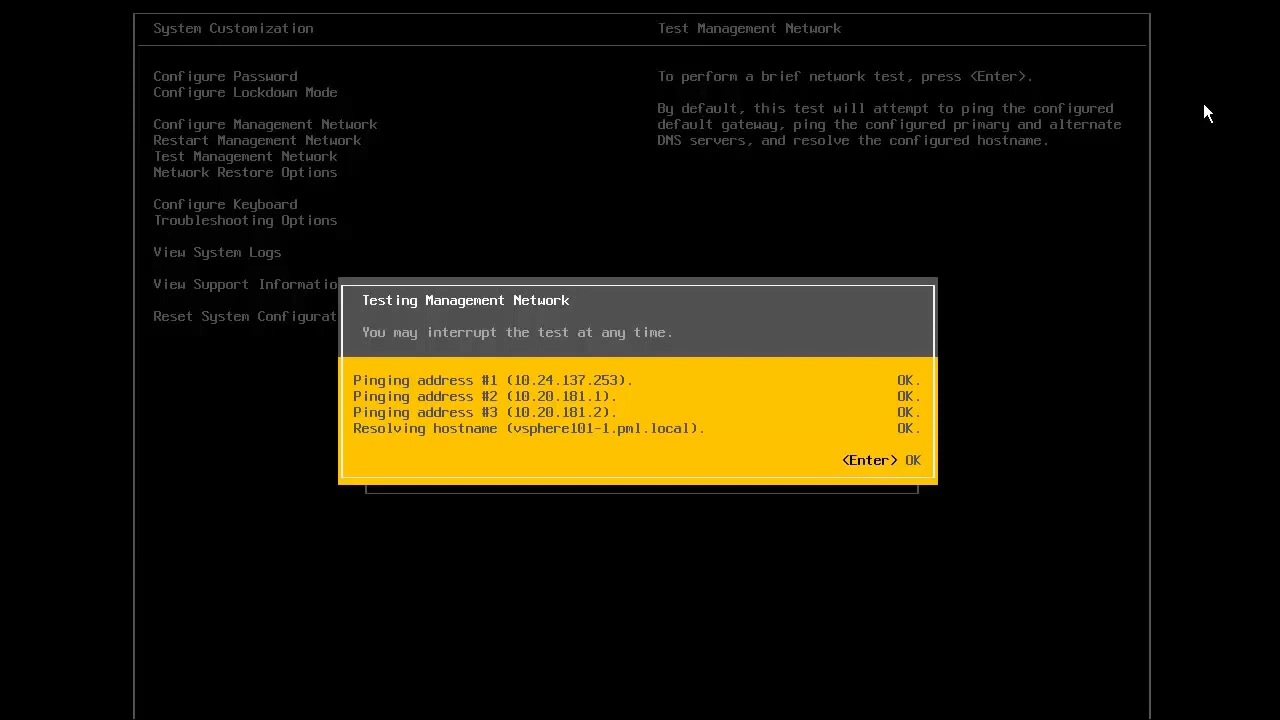 System Customization
Test Management Network
Configure Password
Configure Lockdown Mode
Configure Management Network
Restart Management Network
Test Management Network
Network Restore Options
Configure Keyboard
Troubleshooting Options
View System Logs
View Support Informatio
Reset System Configurat
To perform a brief network test, press <Enter>.
By default, this test will attempt to ping the configured
default gateway, ping the configured primary and alternate
DNS servers, and resolve the configured hostname.
Testing Management Network
You may interrupt the test at any time.
Pinging address #1 (10.24.137.253). OK.
Pinging address #2 (10.20.181.1). OK.
Pinging address #3 (10.20.181.2). OK.
Resolving hostname (vsphere101-1.pml.local). OK.
<Enter> OK